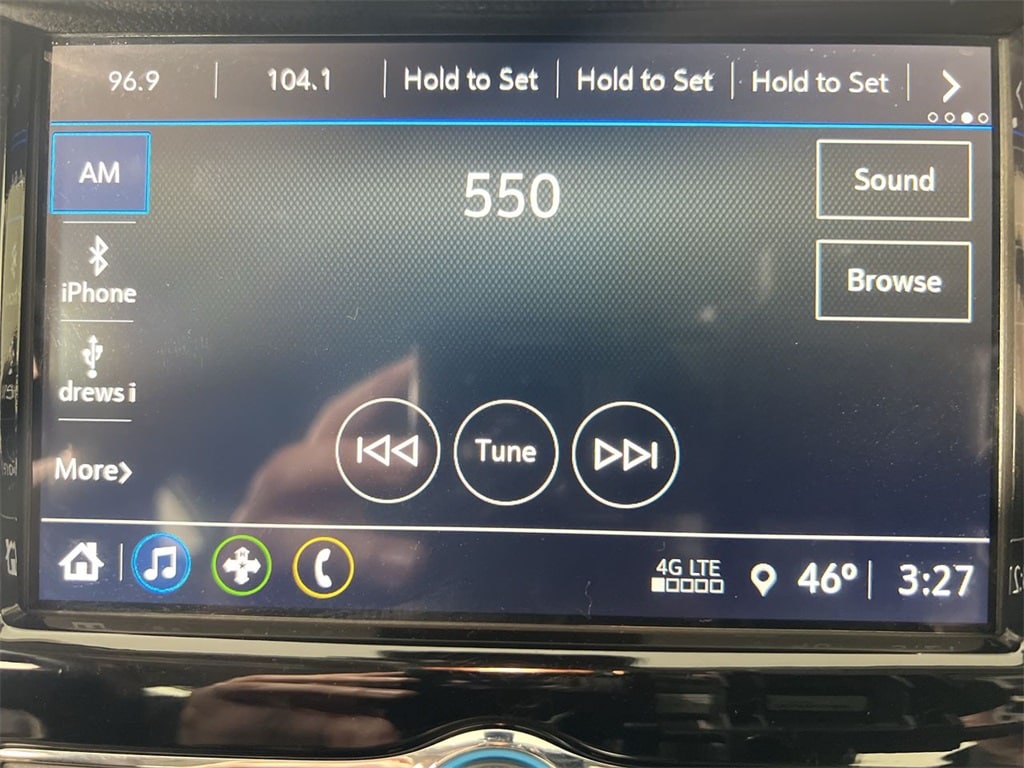 96.9 104.1 Hold to Set Hold to Set Hold to Set
AM
550
Sound
iPhone
Browse
drews i
More
Tune
4G LTE
46° 3:27